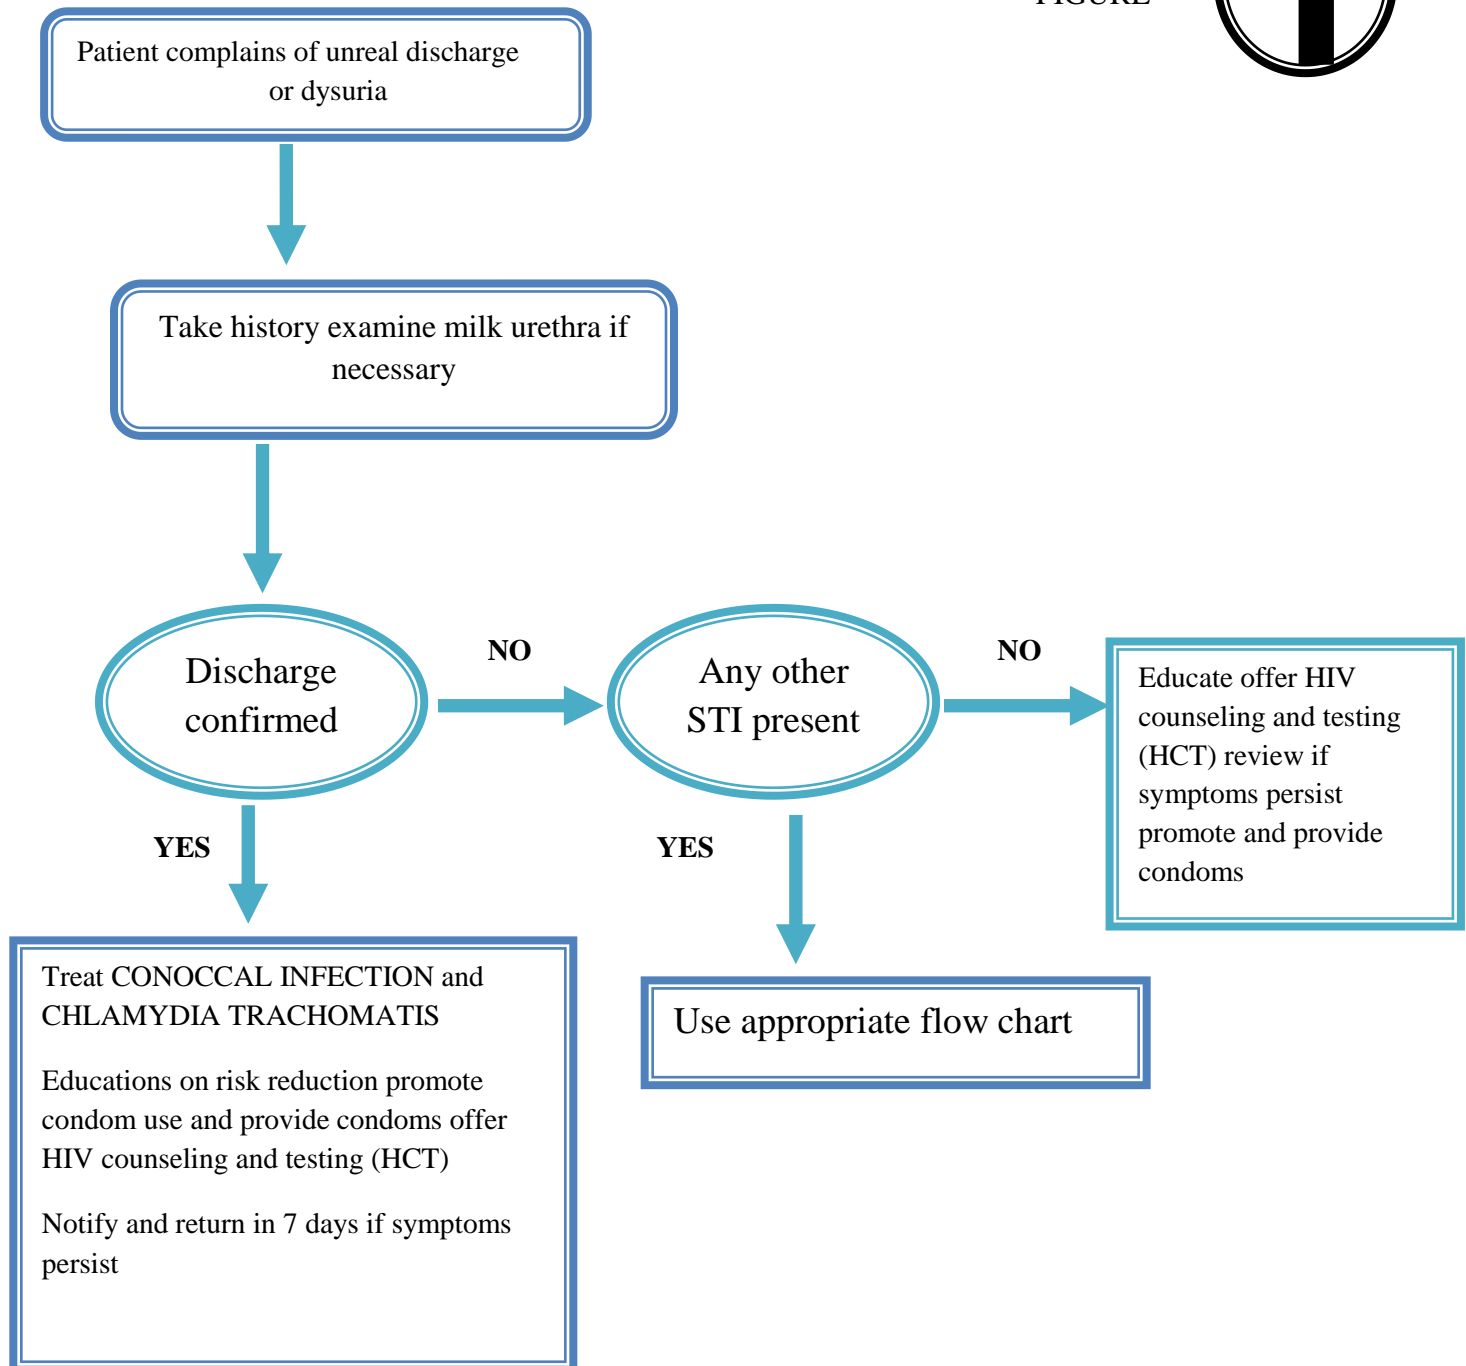 FIGURE
Patient complains of unreal discharge
or dysuria
Take history examine milk urethra if
necessary
Discharge
confirmed
NO
Any other
STI present
NO
Educate offer HIV
counseling and testing
(HCT) review if
symptoms persist
promote and provide
condoms
YES
YES
Treat CONOCCAL INFECTION and
CHLAMYDIA TRACHOMATIS
Educations on risk reduction promote
condom use and provide condoms offer
HIV counseling and testing (HCT)
Notify and return in 7 days if symptoms
persist
Use appropriate flow chart